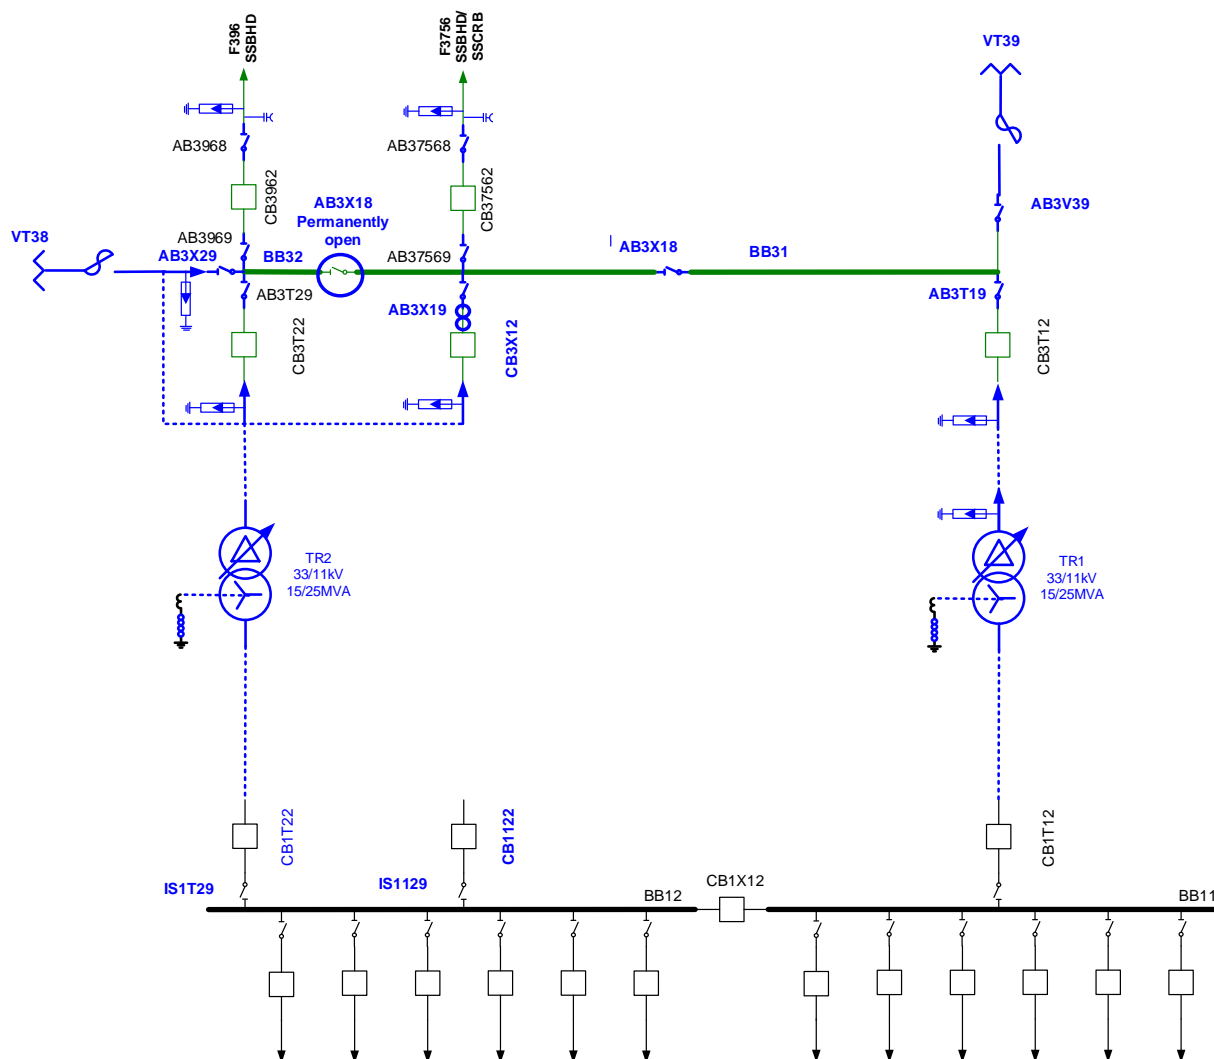 F396
SSBHD
F3756
SSBHD/
SSCRB
VT39
AB3968
AB37568
CB3962
CB37562
AB3X18
Permanently
open
AB3V39
VT38
AB3969
AB3X29
BB32
AB37569
AB3X18
BB31
AB3T29
AB3X19
AB3T19
CB3T22
CB3X12
CB3T12
TR2
33/11kV
15/25MVA
TR1
33/11kV
15/25MVA
CB1T22
CB1122
CB1T12
IS1T29
IS1129
BB12
CB1X12
BB11